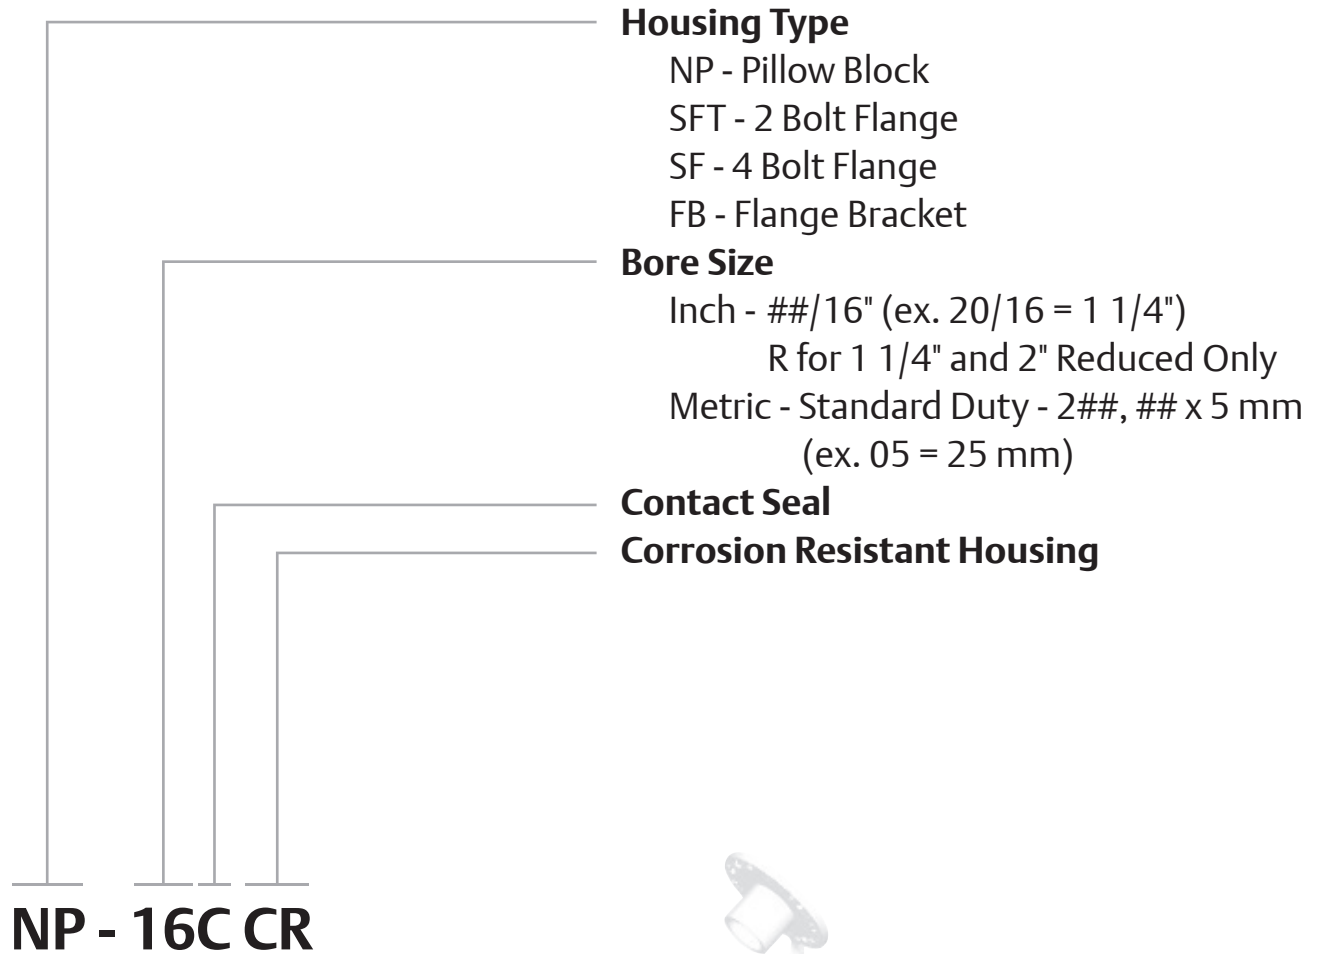 Housing Type
NP - Pillow Block
SFT - 2 Bolt Flange
SF - 4 Bolt Flange
FB - Flange Bracket
Bore Size
Inch - ##/16" (ex. 20/16 = 1 1/4")
R for 1 1/4" and 2" Reduced Only
Metric - Standard Duty - 2##, ## x 5 mm
(ex. 05 = 25 mm)
Contact Seal
Corrosion Resistant Housing
NP - 16C CR